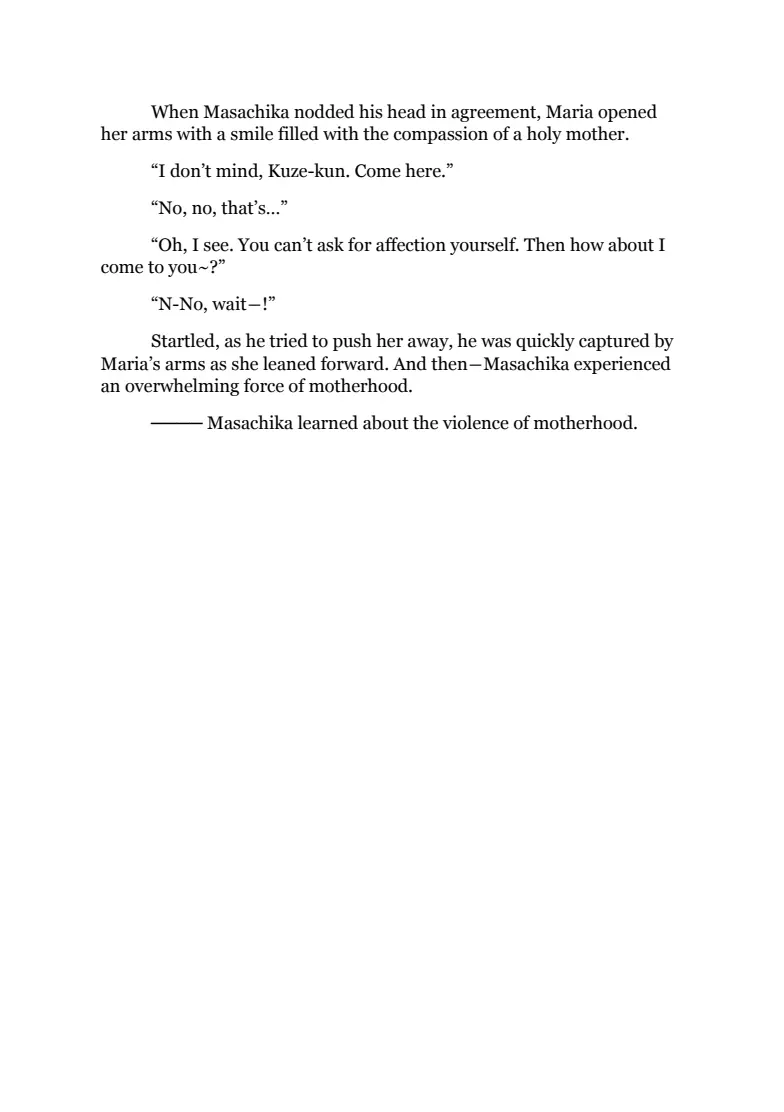 When Masachika nodded his head in agreement, Maria opened
her arms with a smile filled with the compassion of a holy mother.
“I don’t mind, Kuze-kun. Come here.”
“No, no, that’s…”
“Oh, I see. You can’t ask for affection yourself. Then how about I
come to you~?”
“N-No, wait—!”
Startled, as he tried to push her away, he was quickly captured by
Maria’s arms as she leaned forward. And then—Masachika experienced
an overwhelming force of motherhood.
——— Masachika learned about the violence of motherhood.